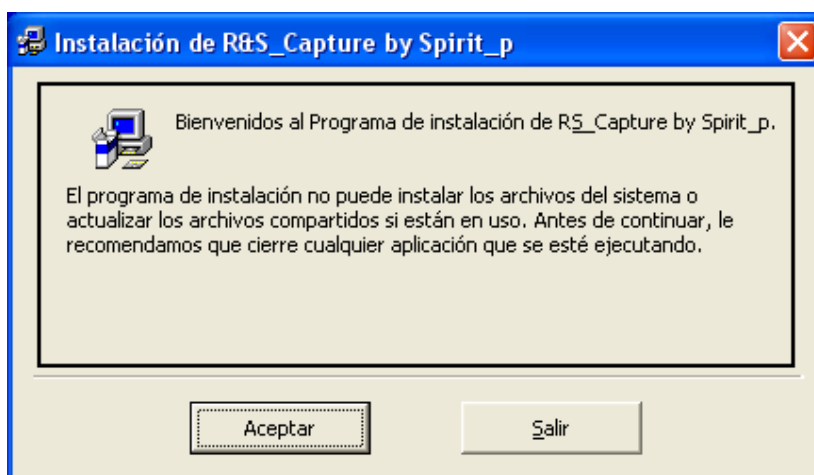 Instalación de R&S_Capture by Spirit_p
Bienvenidos al Programa de instalación de RS_Capture by Spirit_p.
El programa de instalación no puede instalar los archivos del sistema o
actualizar los archivos compartidos si están en uso. Antes de continuar, le
recomendamos que cierre cualquier aplicación que se esté ejecutando.
Aceptar
Salir